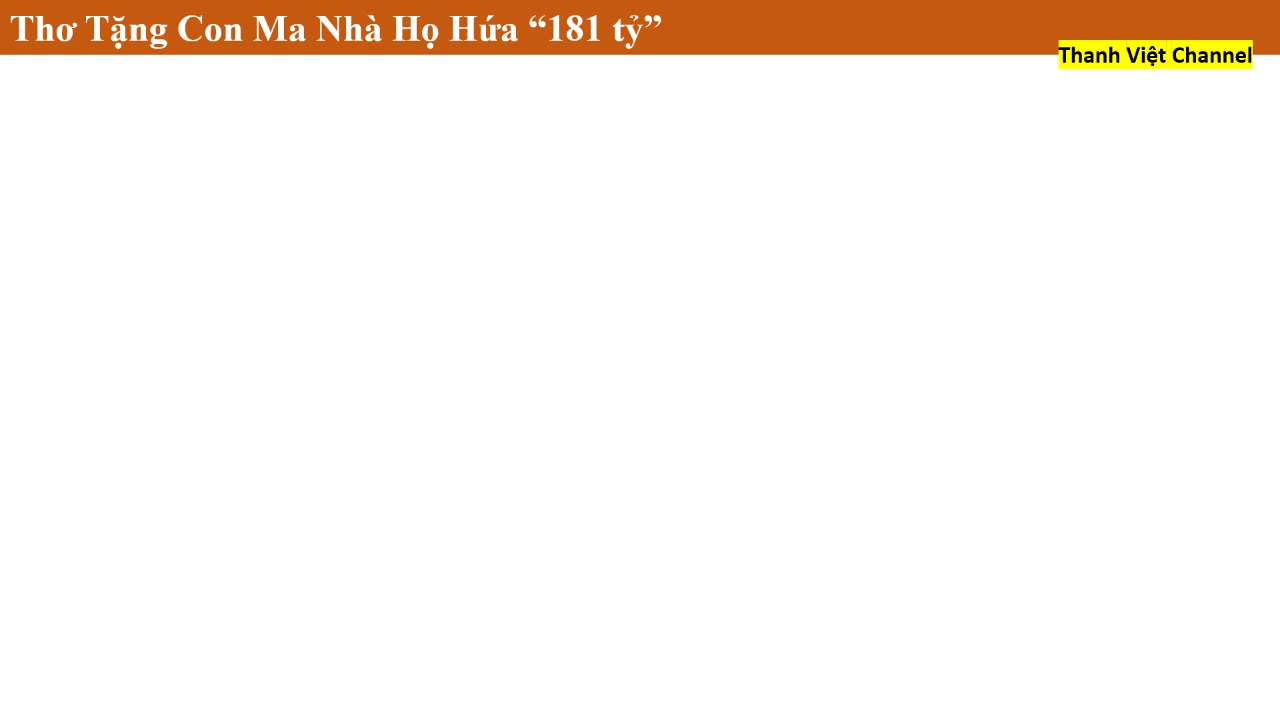 Thơ Tặng Con Ma Nhà Họ Hứa “181 tỷ”
Thanh Việt Channel